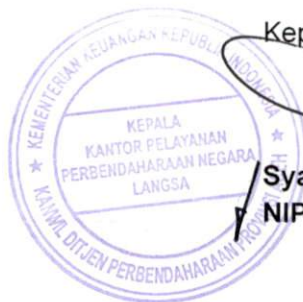 Kep
KEMENTERIAN KEUANGAN REPUBLIK INDONESIA
KEPALA
KANTOR PELAYANAN
PERBENDAHARAAN NEGARA
LANGSA
KANWIL DITJEN PERBENDAHARAAN PROVINSI
Sya
NIP